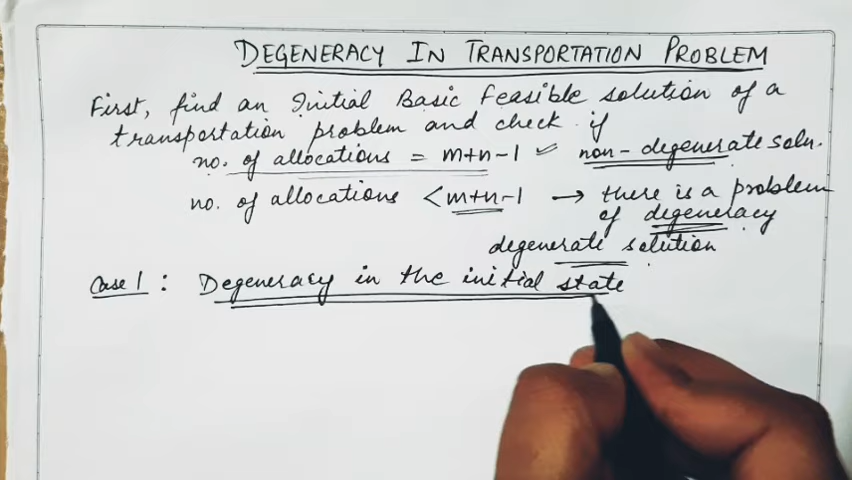 DEGENERACY IN TRANSPORTATION PROBLEM
First, find an Initial Basic Feasible solution of a
transportation problem and check if
no. of allocations = m+n-1 ✓ non-degenerate soln.
no. of allocations < m+n-1 → there is a problem
of degeneracy
degenerate solution
Case 1 : Degeneracy in the initial state